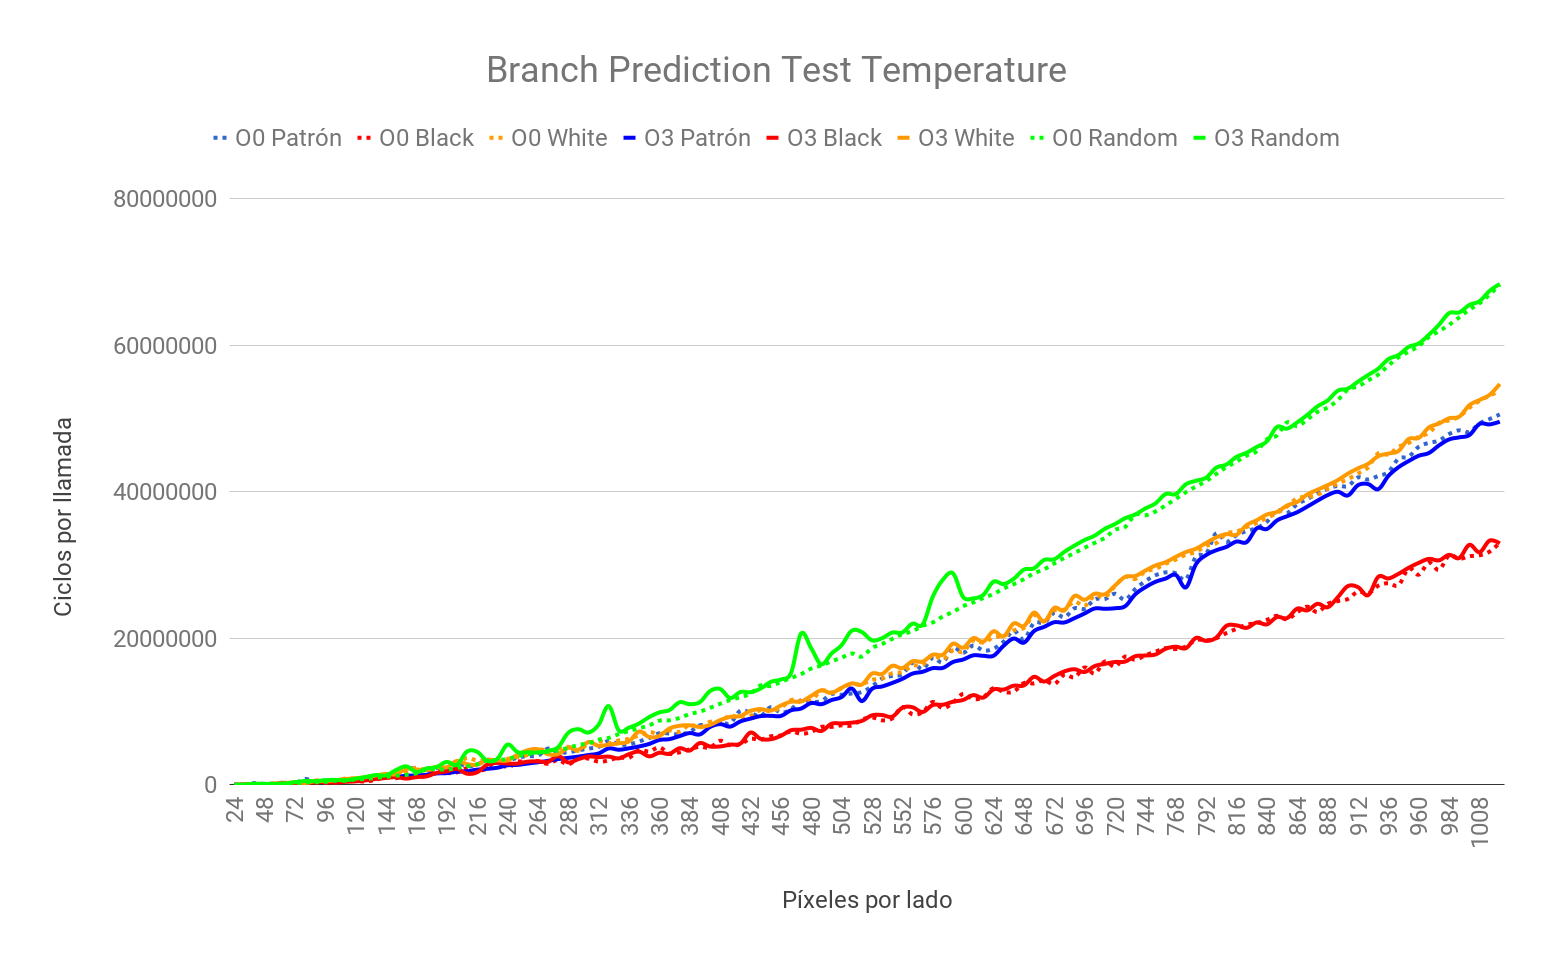 Branch Prediction Test Temperature
O0 Patrón O0 Black O0 White O3 Patrón O3 Black O3 White O0 Random O3 Random
80000000
60000000
40000000
20000000
0
Ciclos por llamada
24 48 72 96 120 144 168 192 216 240 264 288 312 336 360 384 408 432 456 480 504 528 552 576 600 624 648 672 696 720 744 768 792 816 840 864 888 912 936 960 984 1008
Píxeles por lado